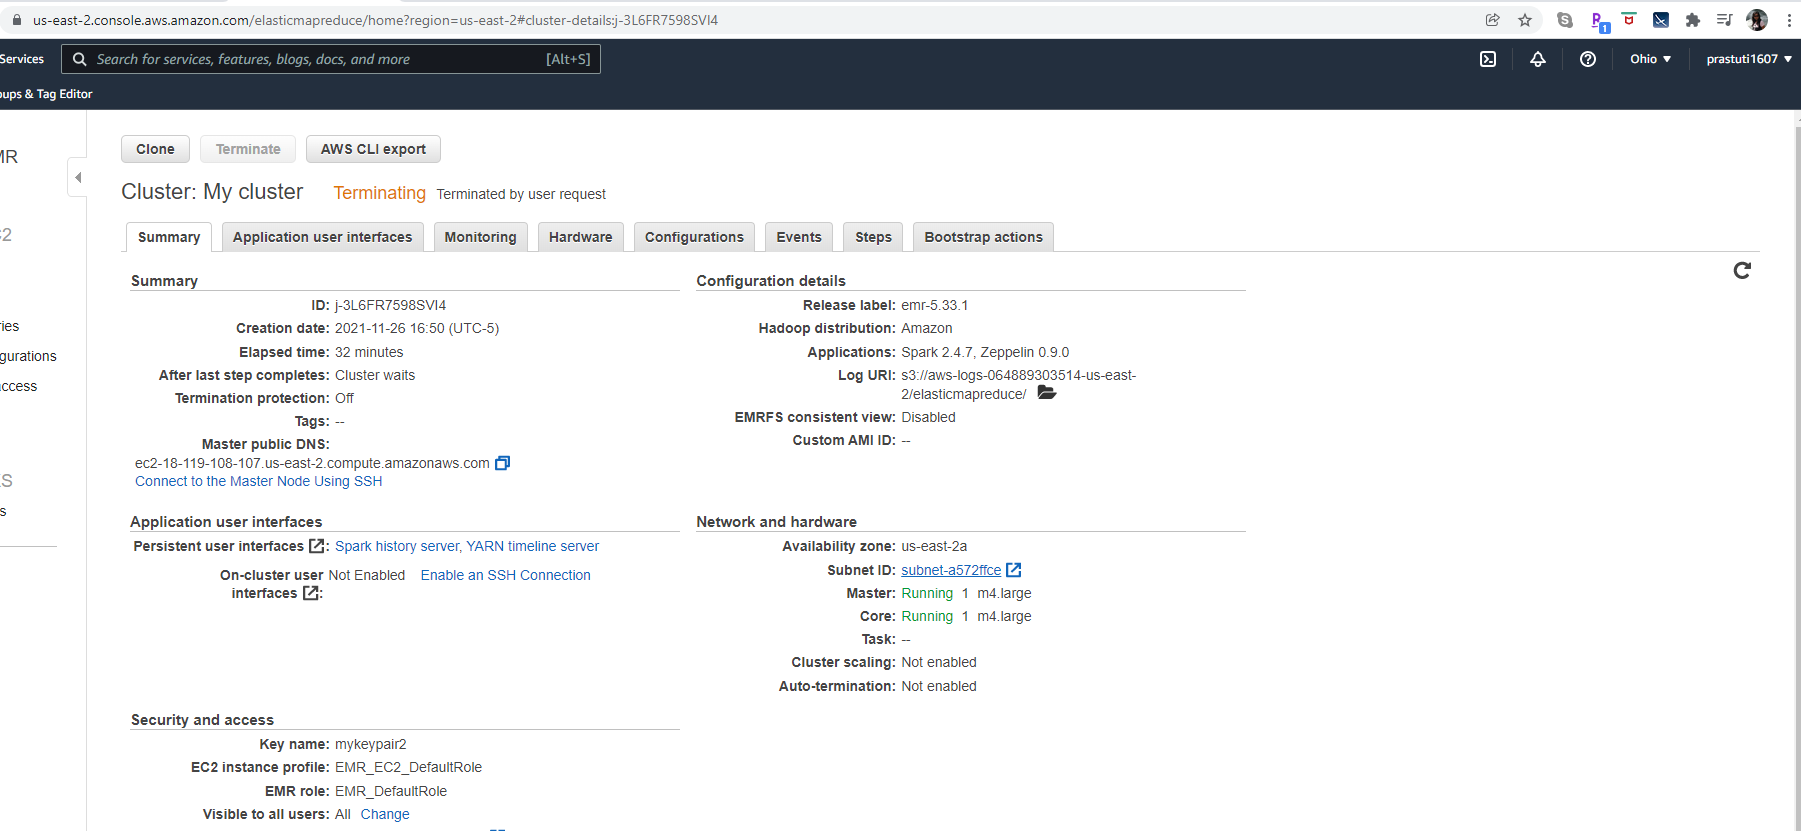 us-east-2.console.aws.amazon.com/elasticmapreduce/home?region=us-east-2#cluster-details:j-3L6FR7598SVI4
1
Services
Search for services, features, blogs, docs, and more [Alt+S]
Ohio
prastuti1607
oups & Tag Editor
MR
C2
ries
gurations
access
KS
s
Clone
Terminate
AWS CLI export
Cluster: My cluster Terminating Terminated by user request
Summary
Application user interfaces
Monitoring
Hardware
Configurations
Events
Steps
Bootstrap actions
Summary
ID: j-3L6FR7598SVI4
Creation date: 2021-11-26 16:50 (UTC-5)
Elapsed time: 32 minutes
After last step completes: Cluster waits
Termination protection: Off
Tags: --
Master public DNS:
ec2-18-119-108-107.us-east-2.compute.amazonaws.com
Connect to the Master Node Using SSH
Configuration details
Release label: emr-5.33.1
Hadoop distribution: Amazon
Applications: Spark 2.4.7, Zeppelin 0.9.0
Log URI: s3://aws-logs-064889303514-us-east-
2/elasticmapreduce/
EMRFS consistent view: Disabled
Custom AMI ID: --
Application user interfaces
Persistent user interfaces : Spark history server, YARN timeline server
On-cluster user Not Enabled Enable an SSH Connection
interfaces :
Network and hardware
Availability zone: us-east-2a
Subnet ID: subnet-a572ffce
Master: Running 1 m4.large
Core: Running 1 m4.large
Task: --
Cluster scaling: Not enabled
Auto-termination: Not enabled
Security and access
Key name: mykeypair2
EC2 instance profile: EMR_EC2_DefaultRole
EMR role: EMR_DefaultRole
Visible to all users: All Change